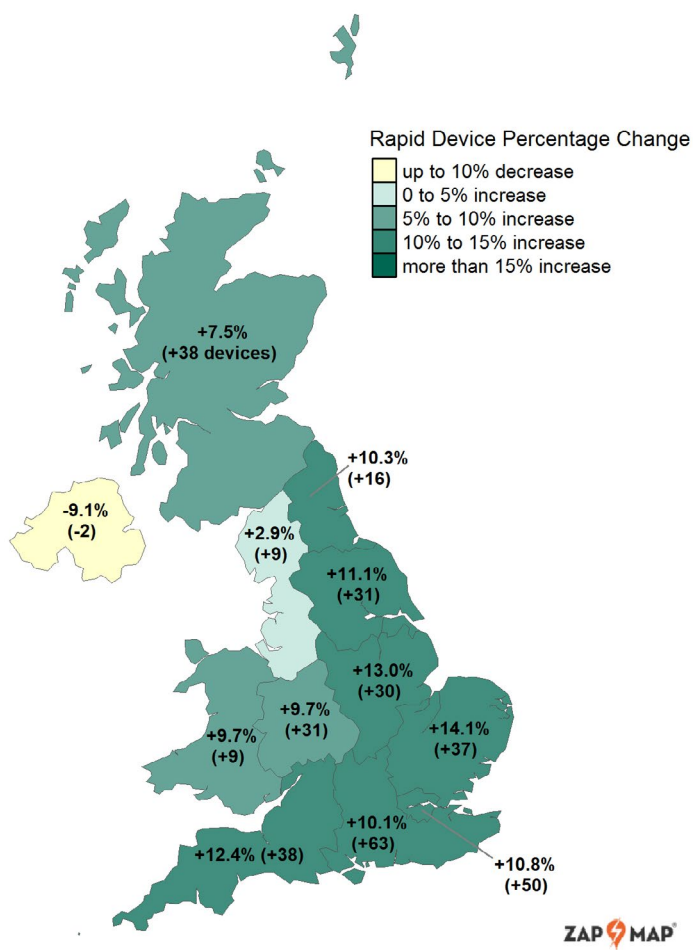 Rapid Device Percentage Change
up to 10% decrease
0 to 5% increase
5% to 10% increase
10% to 15% increase
more than 15% increase
+7.5%
(+38 devices)
+10.3%
(+16)
-9.1%
(-2)
+2.9%
(+9)
+11.1%
(+31)
+13.0%
(+30)
+9.7%
(+31)
+14.1%
(+37)
+9.7%
(+9)
+10.1%
(+63)
+12.4% (+38)
+10.8%
(+50)
ZAP MAP®